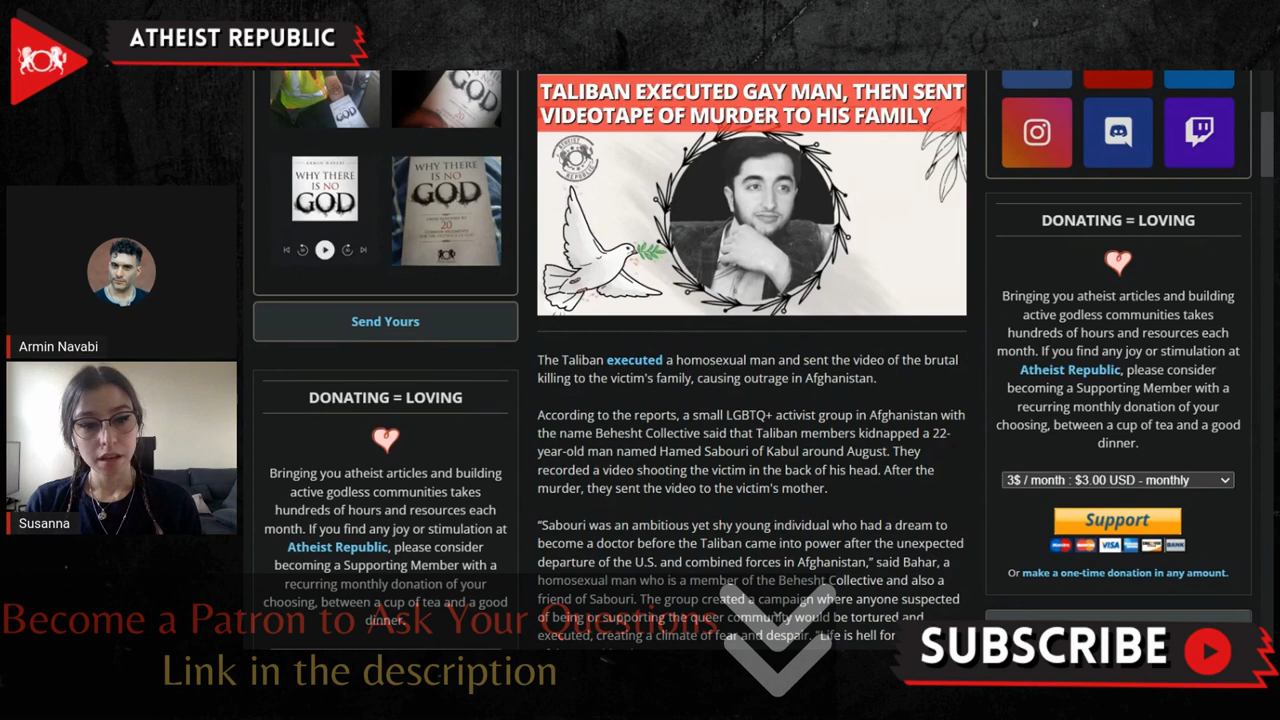 ATHEIST REPUBLIC
Armin Navabi
Susanna
GOD
GOD
ARMIN NAVABI
WHY THERE
IS NO
GOD
WHY THERE
IS NO
GOD
20
Send Yours
DONATING = LOVING
Bringing you atheist articles and building
active godless communities takes
hundreds of hours and resources each
month. If you find any joy or stimulation at
Atheist Republic, please consider
becoming a Supporting Member with a
recurring monthly donation of your
choosing, between a cup of tea and a good
dinner.
TALIBAN EXECUTED GAY MAN, THEN SENT
VIDEOTAPE OF MURDER TO HIS FAMILY
ATHEIST
REPUBLIC
The Taliban executed a homosexual man and sent the video of the brutal
killing to the victim's family, causing outrage in Afghanistan.
According to the reports, a small LGBTQ+ activist group in Afghanistan with
the name Behesht Collective said that Taliban members kidnapped a 22-
year-old man named Hamed Sabouri of Kabul around August. They
recorded a video shooting the victim in the back of his head. After the
murder, they sent the video to the victim's mother.
“Sabouri was an ambitious yet shy young individual who had a dream to
become a doctor before the Taliban came into power after the unexpected
departure of the U.S. and combined forces in Afghanistan,” said Bahar, a
homosexual man who is a member of the Behesht Collective and also a
friend of Sabouri. The group created a campaign where anyone suspected
of being or supporting the queer community would be tortured and
executed, creating a climate of fear and despair. “Life is hell for
DONATING = LOVING
Bringing you atheist articles and building
active godless communities takes
hundreds of hours and resources each
month. If you find any joy or stimulation at
Atheist Republic, please consider
becoming a Supporting Member with a
recurring monthly donation of your
choosing, between a cup of tea and a good
dinner.
3$ / month : $3.00 USD - monthly
Support
VISA
BANK
Or make a one-time donation in any amount.
Become a Patron to Ask Your Questions
Link in the description
SUBSCRIBE